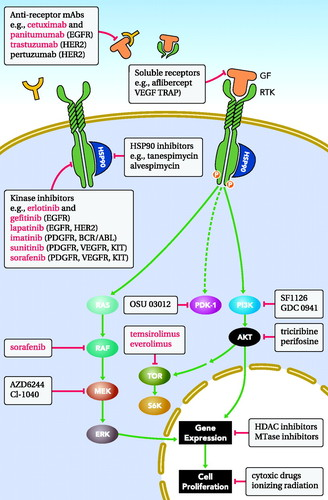 Anti-receptor mAbs
e.g., cetuximab and
panitumumab (EGFR)
trastuzumab (HER2)
pertuzumab (HER2)
Soluble receptors
e.g., aflibercept
VEGF TRAP)
GF
RTK
HSP90
HSP90
HSP90 inhibitors
e.g., tanespimycin
alvespimycin
P
P
Kinase inhibitors
e.g., erlotinib and
gefitinib (EGFR)
lapatinib (EGFR, HER2)
imatinib (PDGFR, BCR/ABL)
sunitinib (PDGFR, VEGFR, KIT)
sorafenib (PDGFR, VEGFR, KIT)
RAS
OSU 03012
PDK-1
PI3K
SF1126
GDC 0941
temsirolimus
everolimus
sorafenib
RAF
TOR
AKT
triciribine
perifosine
AZD6244
CI-1040
MEK
S6K
ERK
Gene
Expression
HDAC inhibitors
MTase inhibitors
Cell
Proliferation
cytoxic drugs
ionizing radiation